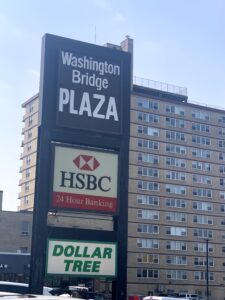 Washington
Bridge
PLAZA
HSBC
24 Hour Banking
DOLLAR
TREE